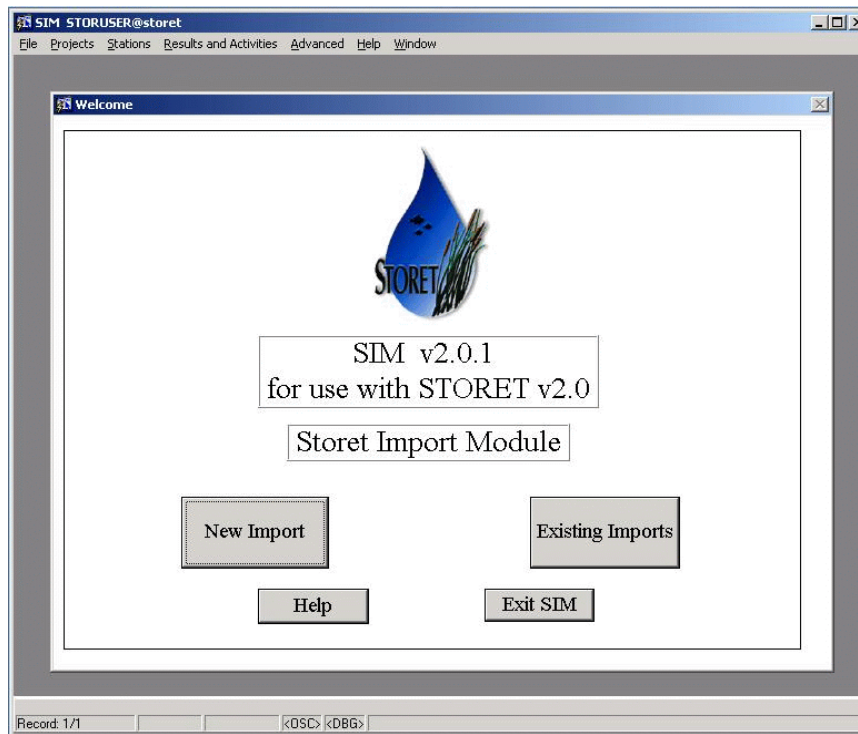 SIM STORUSER@storet
File Projects Stations Results and Activities Advanced Help Window
Welcome
STORET
SIM v2.0.1
for use with STORET v2.0
Storet Import Module
New Import
Existing Imports
Help
Exit SIM
Record: 1/1 <OSC> <DBG>